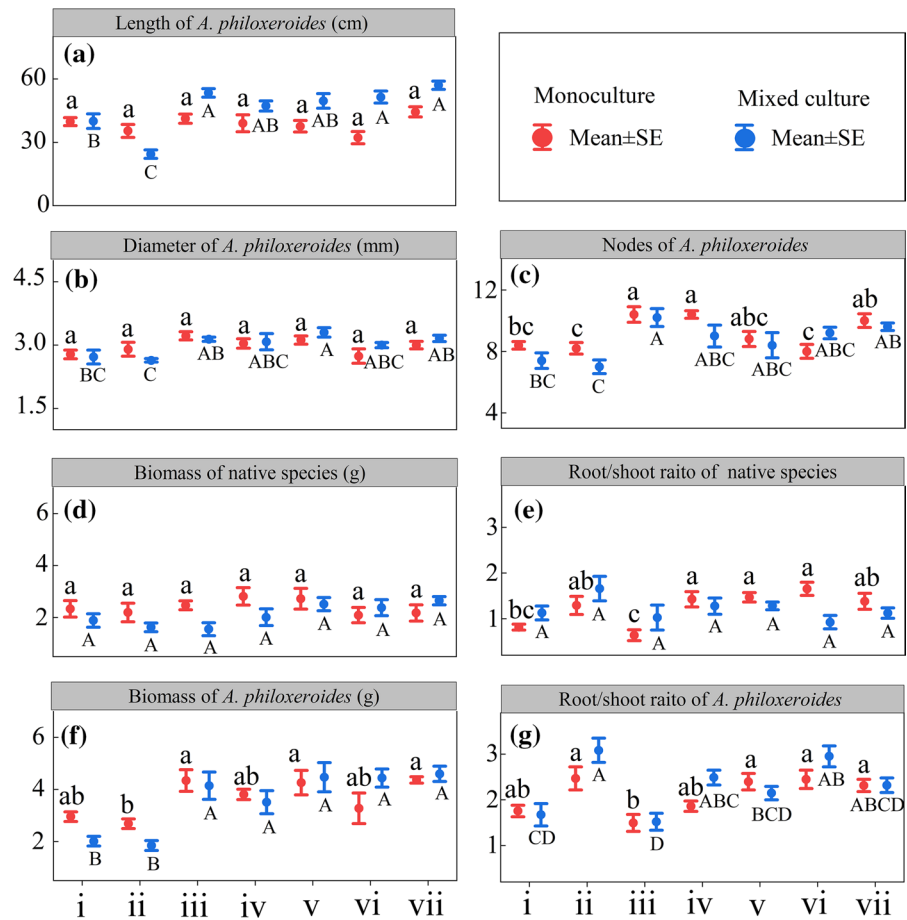 Length of A. philoxeroides (cm)
(a)
60
30
0
a a a a a a a
B C A AB AB A A
Monoculture Mixed culture
Mean±SE Mean±SE
Diameter of A. philoxeroides (mm)
(b)
4.5
3.0
1.5
a a a a a a a
BC C AB ABC A ABC AB
Nodes of A. philoxeroides
(c)
12
8
4
bc c a a abc c ab
BC C A ABC ABC ABC AB
Biomass of native species (g)
(d)
6
4
2
a a a a a a a
A A A A A A A
Root/shoot raito of native species
(e)
3
2
1
bc ab c a a a ab
A A A A A A A
Biomass of A. philoxeroides (g)
(f)
6
4
2
ab b a ab a ab a
B B A A A A A
i ii iii iv v vi vii
Root/shoot raito of A. philoxeroides
(g)
3
2
1
ab a b ab a a a
CD A D ABC BCD AB ABCD
i ii iii iv v vi vii